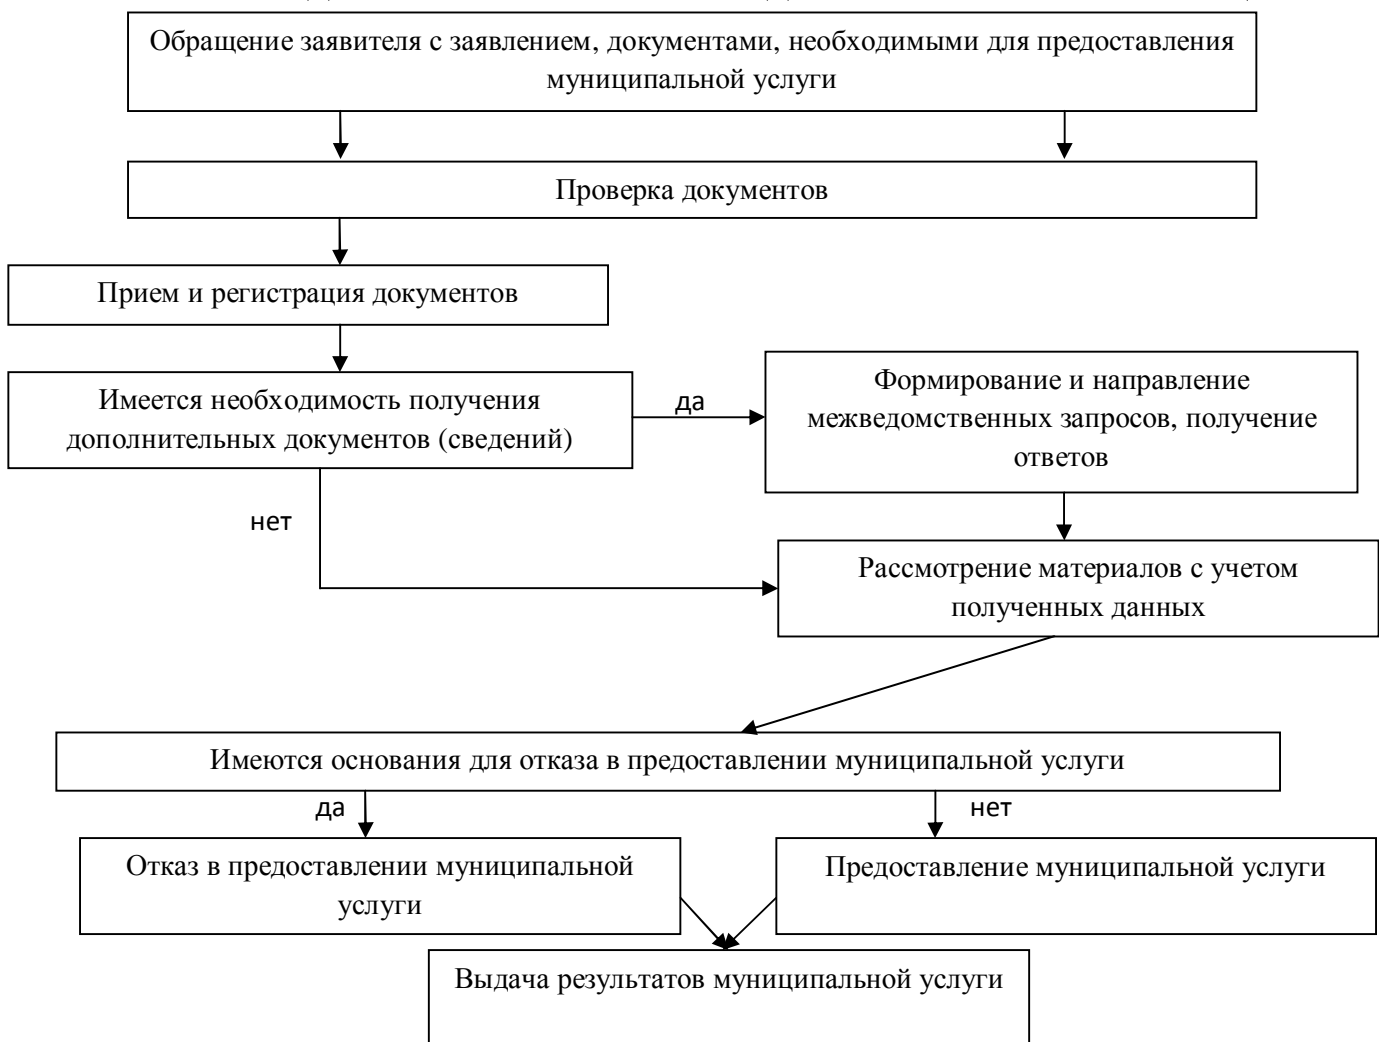 Обращение заявителя с заявлением, документами, необходимыми для предоставления
муниципальной услуги
Проверка документов
Прием и регистрация документов
Имеется необходимость получения
дополнительных документов (сведений)
да
Формирование и направление
межведомственных запросов, получение
ответов
нет
Рассмотрение материалов с учетом
полученных данных
Имеются основания для отказа в предоставлении муниципальной услуги
да
нет
Отказ в предоставлении муниципальной
услуги
Предоставление муниципальной услуги
Выдача результатов муниципальной услуги